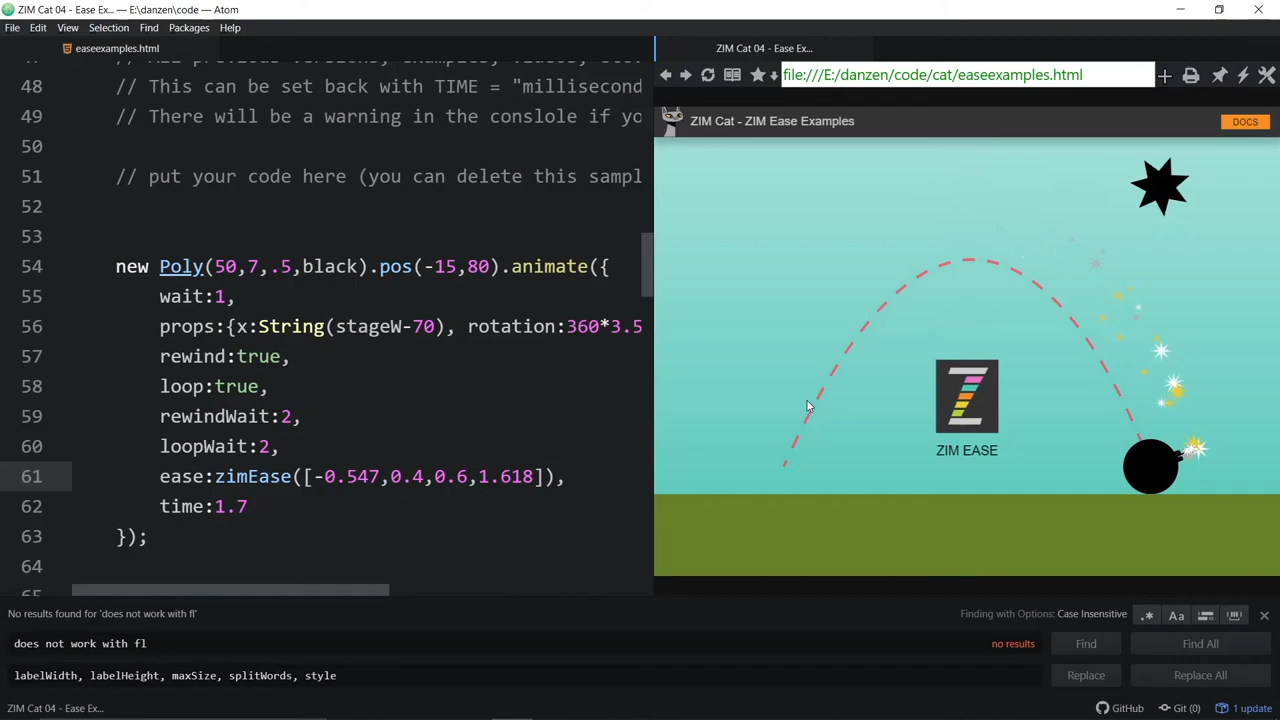 ZIM Cat 04 - Ease Ex... — E:\danzen\code — Atom
File Edit View Selection Find Packages Help
easeexamples.html
ZIM Cat 04 - Ease Ex...
file:///E:/danzen/code/cat/easeexamples.html
ZIM Cat - ZIM Ease Examples
DOCS
48 // This can be set back with TIME = "millisecond
49 // There will be a warning in the conslole if yo
50
51 // put your code here (you can delete this sampl
52
53
54 new Poly(50,7,.5,black).pos(-15,80).animate({
55 wait:1,
56 props:{x:String(stageW-70), rotation:360*3.5
57 rewind:true,
58 loop:true,
59 rewindWait:2,
60 loopWait:2,
61 ease:zimEase([-0.547,0.4,0.6,1.618]),
62 time:1.7
63 });
64
ZIM EASE
No results found for 'does not work with fl'
Finding with Options: Case Insensitive
.* Aa
does not work with fl
no results
Find
Find All
labelWidth, labelHeight, maxSize, splitWords, style
Replace
Replace All
ZIM Cat 04 - Ease Ex...
GitHub
Git (0)
1 update